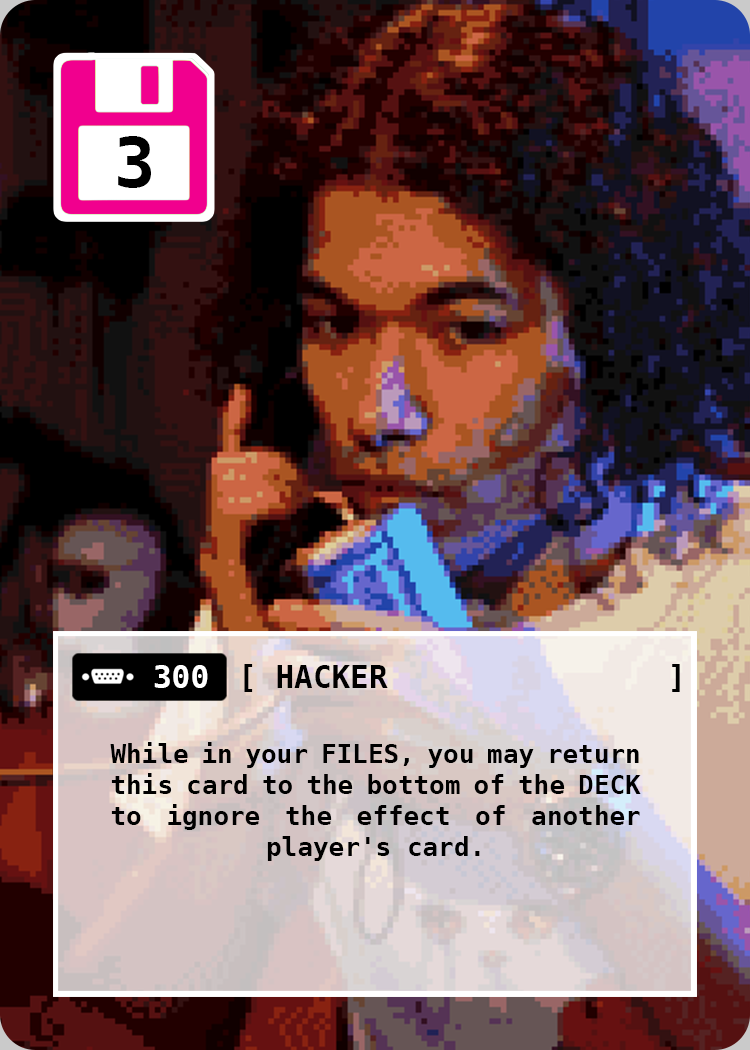 3
300 [ HACKER ]
While in your FILES, you may return
this card to the bottom of the DECK
to ignore the effect of another
player's card.